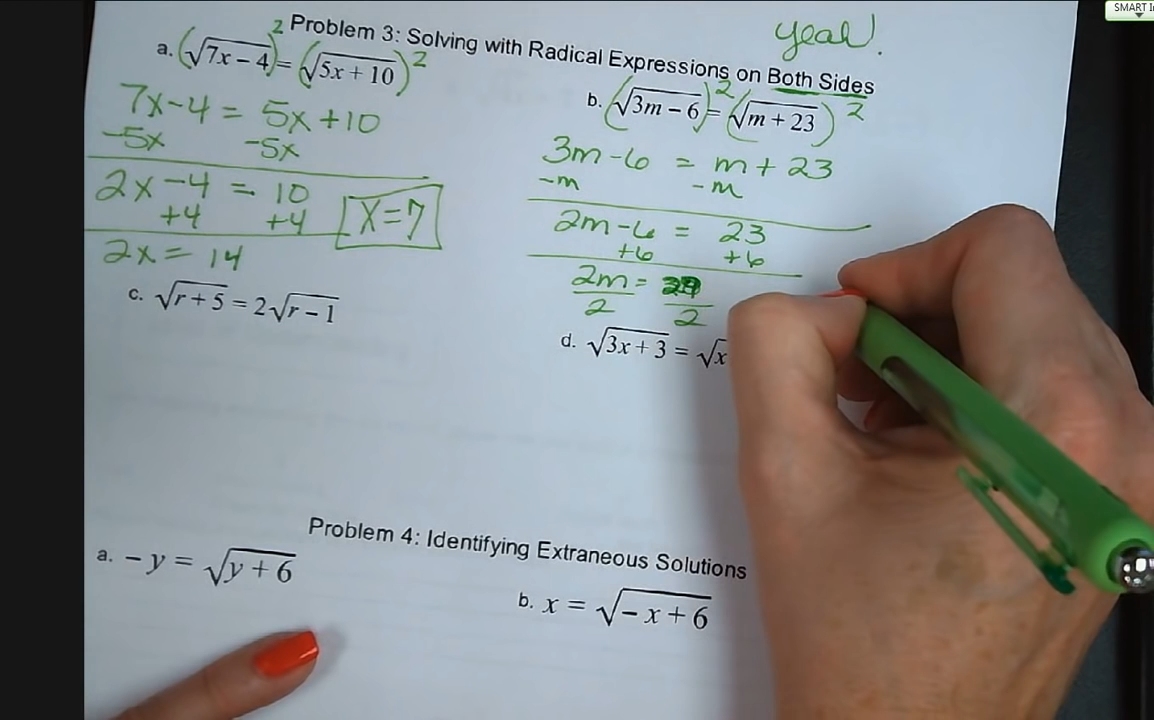 SMART
yeah!
Problem 3: Solving with Radical Expressions on Both Sides
a. (√7x − 4)² = (√5x + 10)²
7x − 4 = 5x + 10
−5x −5x
2x − 4 = 10
+4 +4
2x = 14
X = 7
b. (√3m − 6)² = (√m + 23)²
3m − 6 = m + 23
−m −m
2m − 6 = 23
+6 +6
2m = 29
2 2
c. √r + 5 = 2√r − 1
d. √3x + 3 = √x
Problem 4: Identifying Extraneous Solutions
a. − y = √y + 6
b. x = √− x + 6